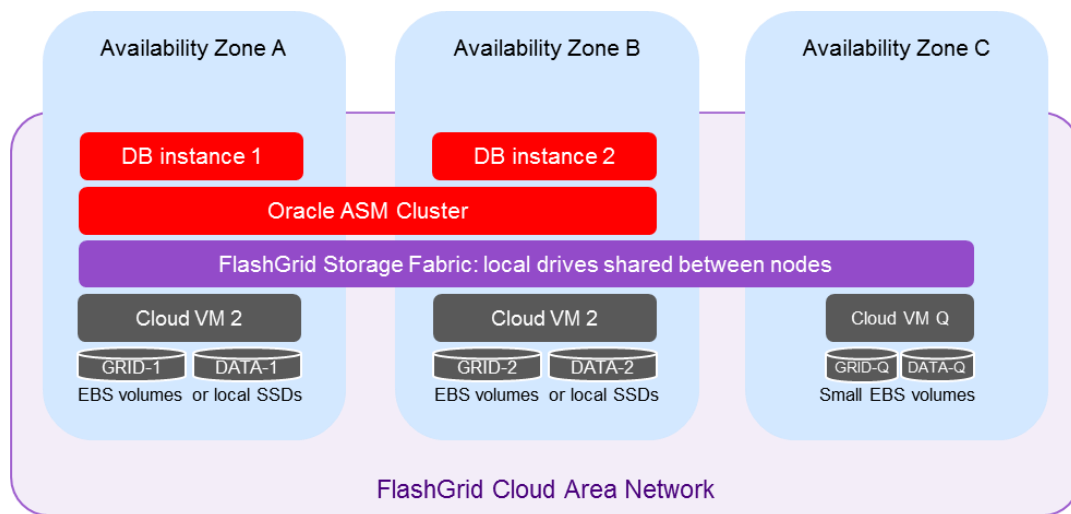 Availability Zone A
Availability Zone B
Availability Zone C
DB instance 1
DB instance 2
Oracle ASM Cluster
FlashGrid Storage Fabric: local drives shared between nodes
Cloud VM 2
Cloud VM 2
Cloud VM Q
GRID-1
DATA-1
GRID-2
DATA-2
GRID-Q
DATA-Q
EBS volumes or local SSDs
EBS volumes or local SSDs
Small EBS volumes
FlashGrid Cloud Area Network